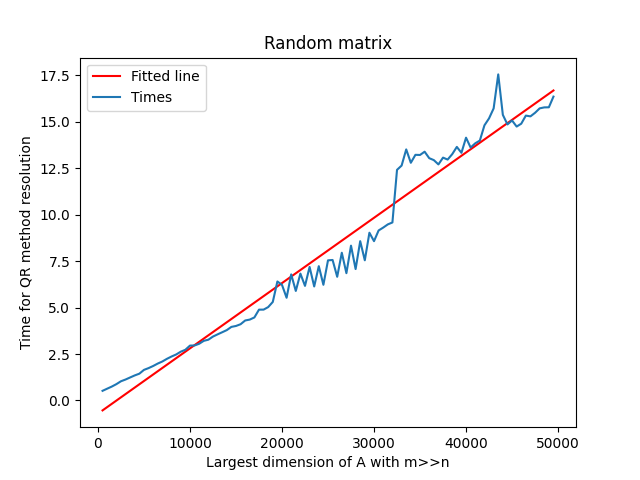 Random matrix
Fitted line
Times
17.5
15.0
12.5
10.0
7.5
5.0
2.5
0.0
Time for QR method resolution
0 10000 20000 30000 40000 50000
Largest dimension of A with m>>n